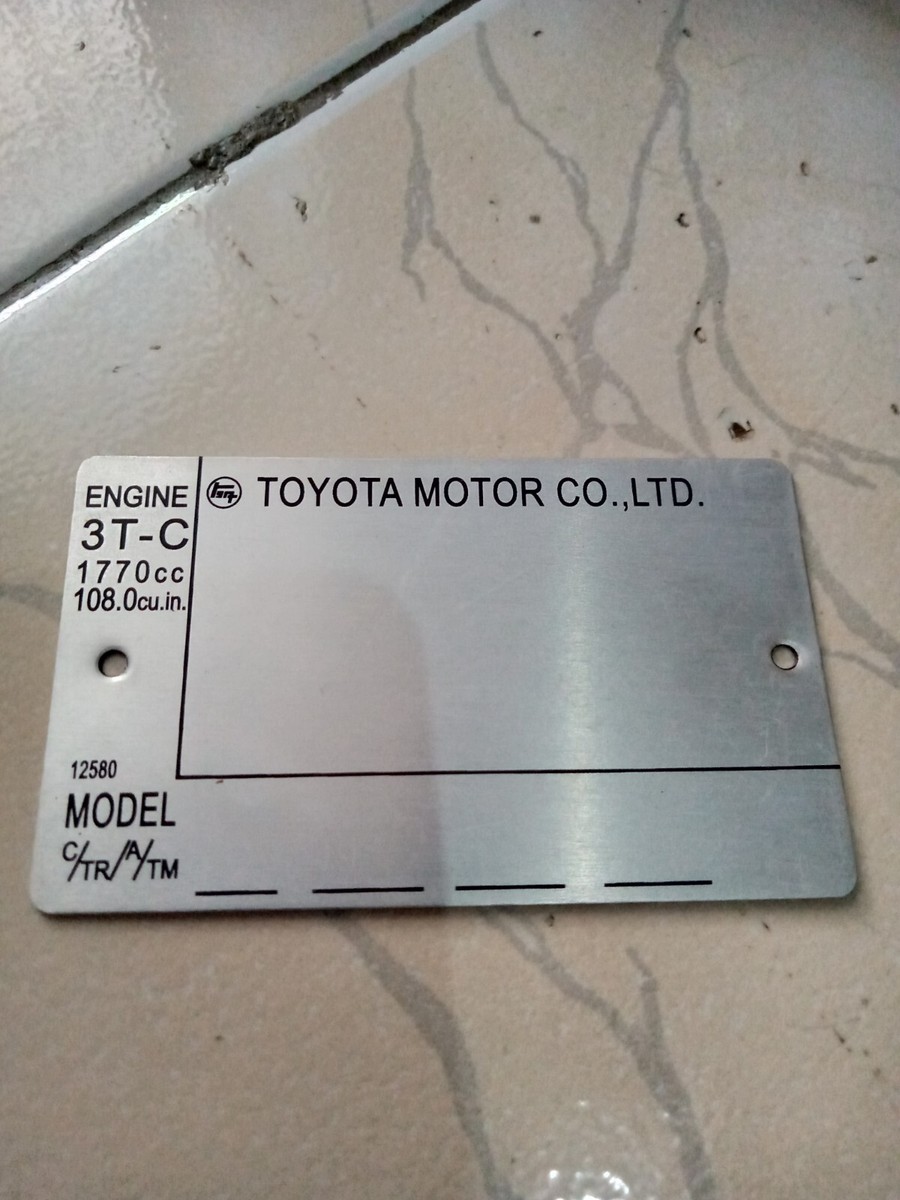 ENGINE
3T-C
1770cc
108.0cu.in.
TOYOTA MOTOR CO.,LTD.
12580
MODEL
C/TR/A/TM